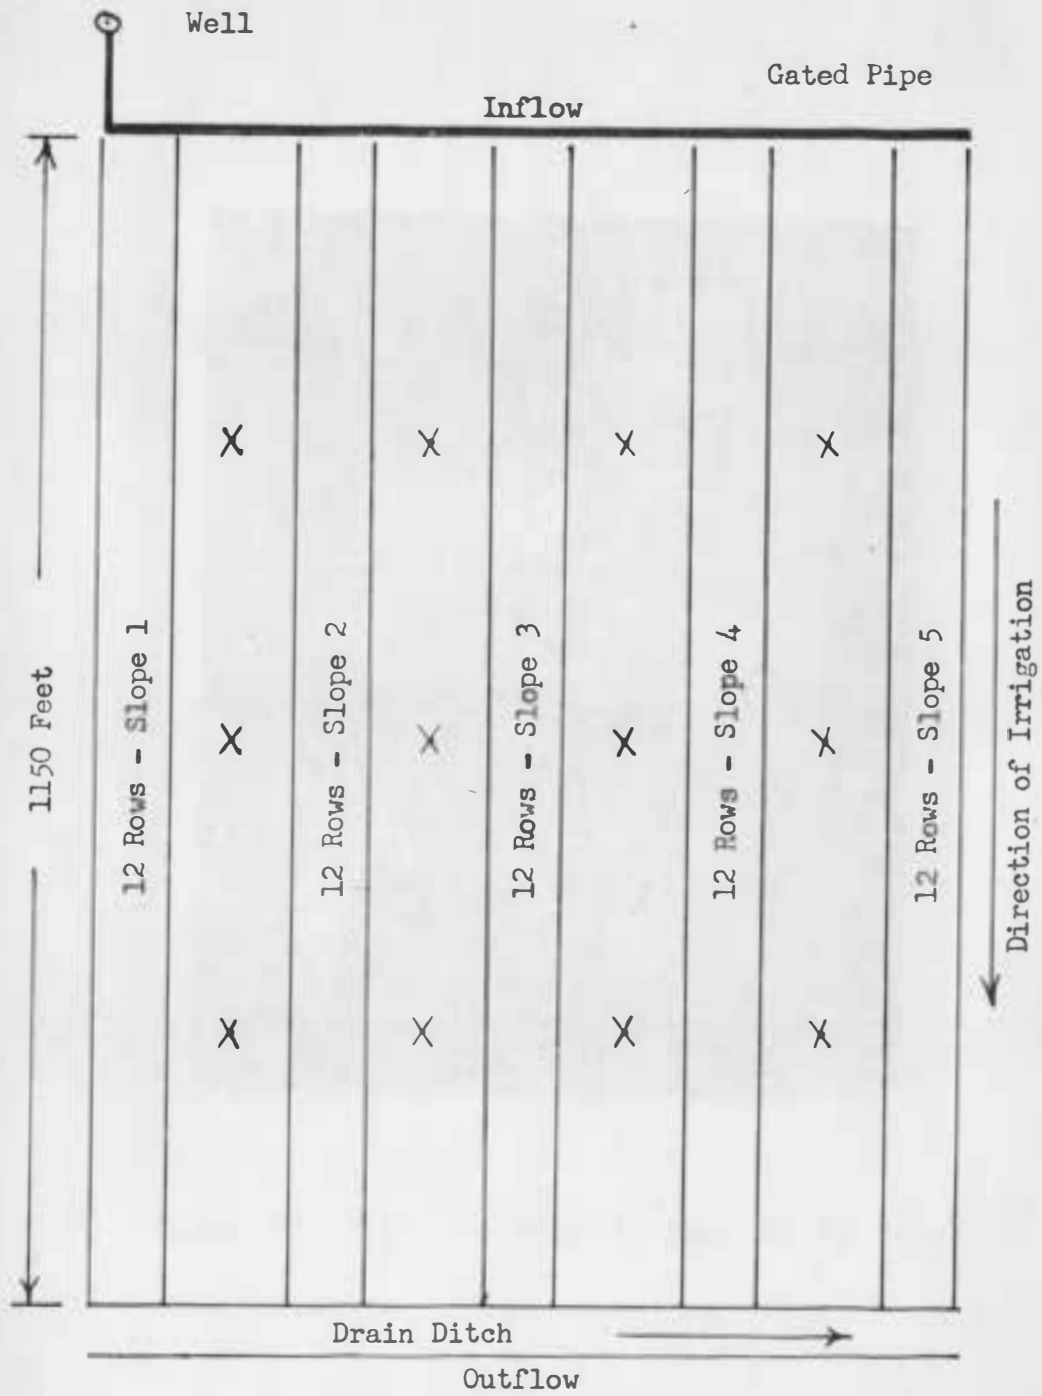 Well
Gated Pipe
Inflow
1150 Feet
12 Rows - Slope 1
12 Rows - Slope 2
12 Rows - Slope 3
12 Rows - Slope 4
12 Rows - Slope 5
Direction of Irrigation
X X X X
X X X X
X X X X
Drain Ditch
Outflow